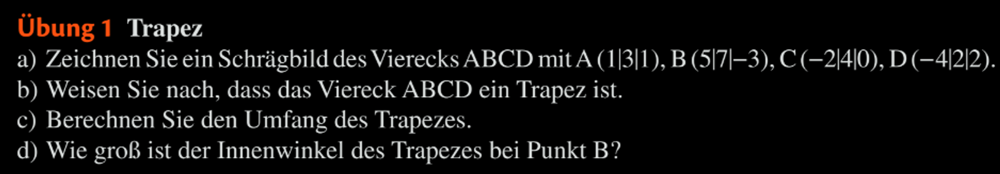 Übung 1 Trapez
a) Zeichnen Sie ein Schrägbild des Vierecks ABCD mit A (1|3|1), B (5|7|−3), C (−2|4|0), D (−4|2|2).
b) Weisen Sie nach, dass das Viereck ABCD ein Trapez ist.
c) Berechnen Sie den Umfang des Trapezes.
d) Wie groß ist der Innenwinkel des Trapezes bei Punkt B?